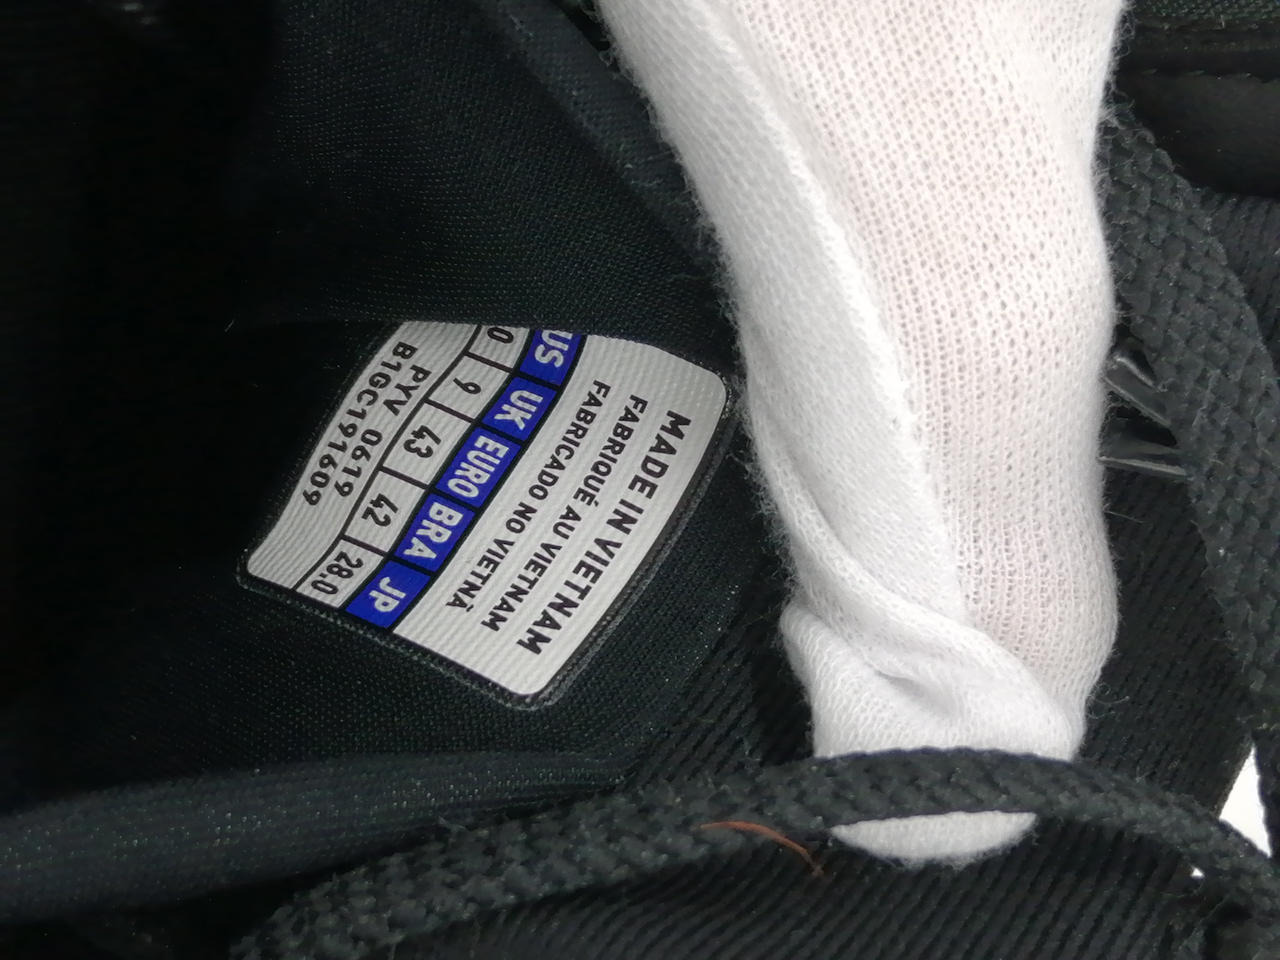 MADE IN VIETNAM
FABRIQUÉ AU VIETNAM
FABRICADO NO VIETNÃ
US UK EURO BRA JP
0 9 43 42 28.0
PYV 0619
B1GC191609